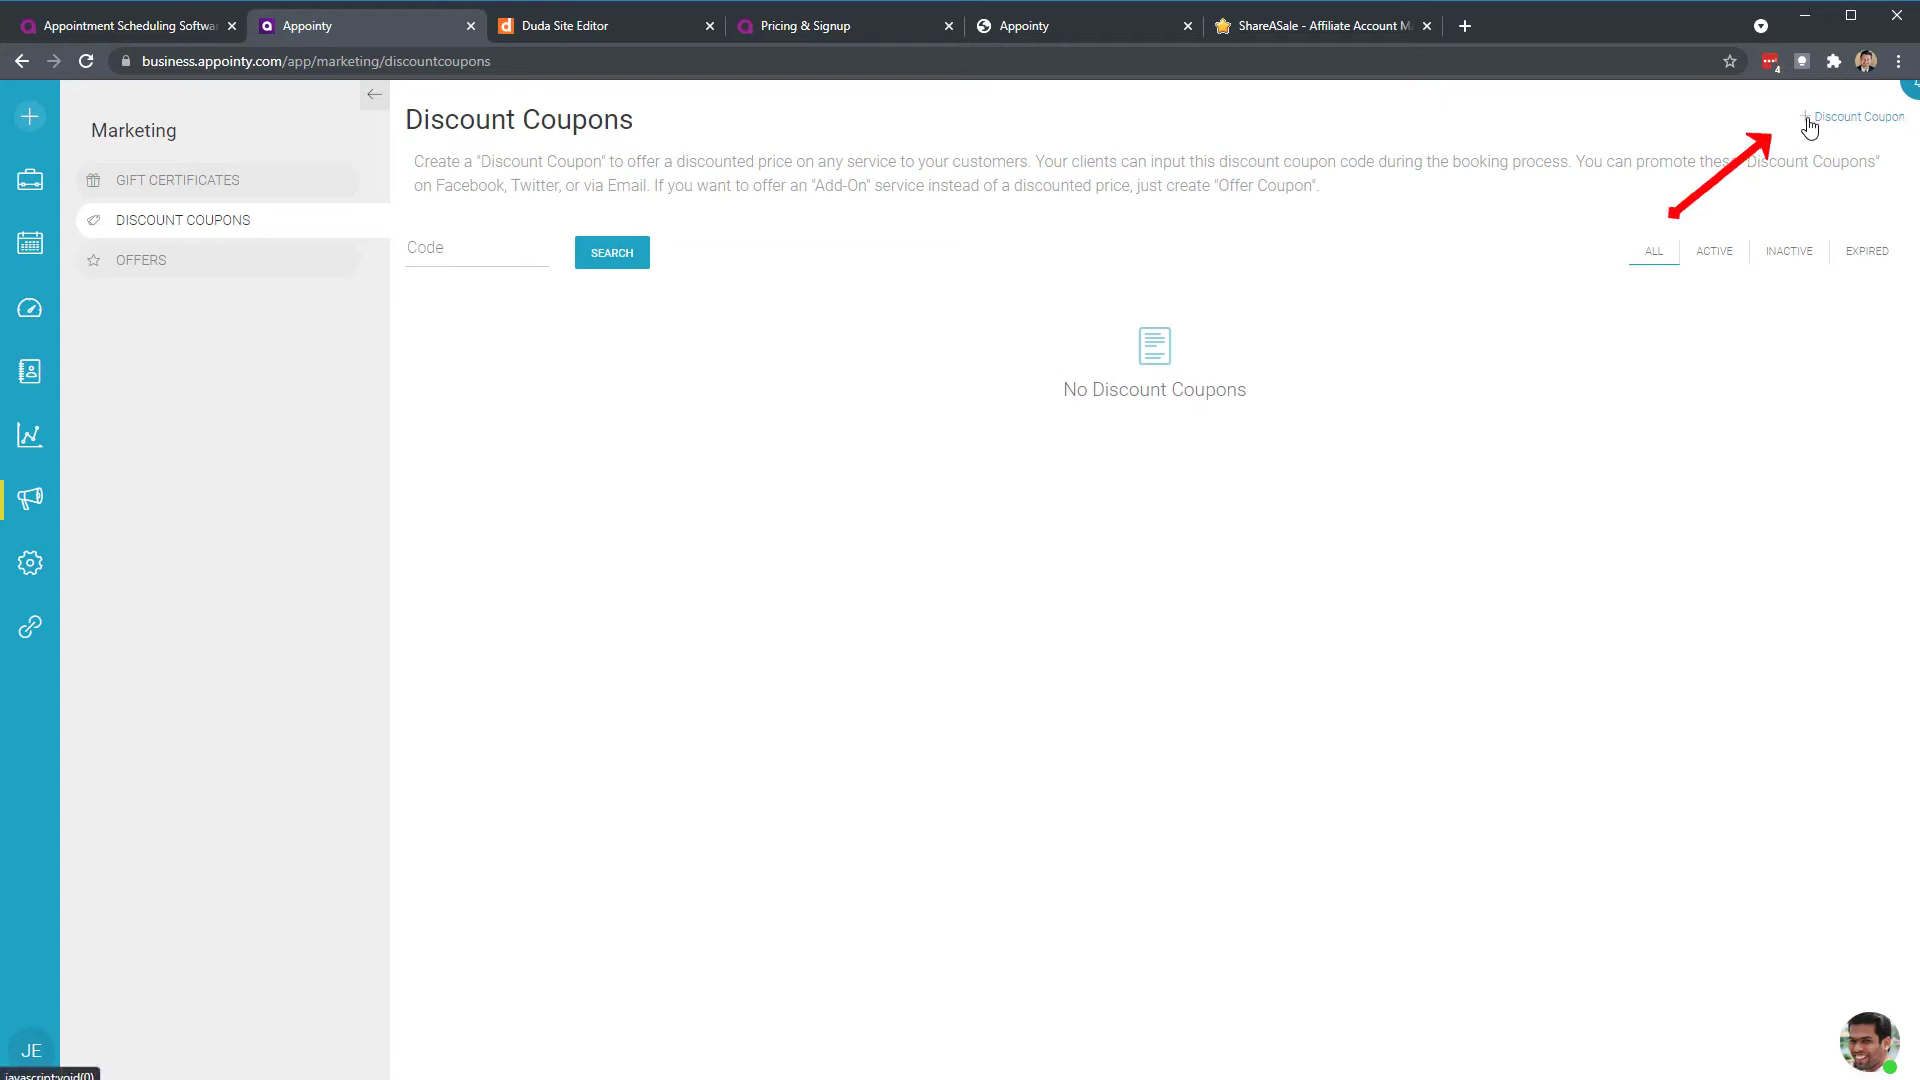 Appointment Scheduling Softwa
Appointy
Duda Site Editor
Pricing & Signup
Appointy
ShareASale - Affiliate Account M
business.appointy.com/app/marketing/discountcoupons
4
Marketing
GIFT CERTIFICATES
DISCOUNT COUPONS
OFFERS
Discount Coupons
Discount Coupon
Create a "Discount Coupon" to offer a discounted price on any service to your customers. Your clients can input this discount coupon code during the booking process. You can promote these "Discount Coupons"
on Facebook, Twitter, or via Email. If you want to offer an "Add-On" service instead of a discounted price, just create "Offer Coupon".
Code
SEARCH
ALL
ACTIVE
INACTIVE
EXPIRED
No Discount Coupons
JE
javascript:void(0)